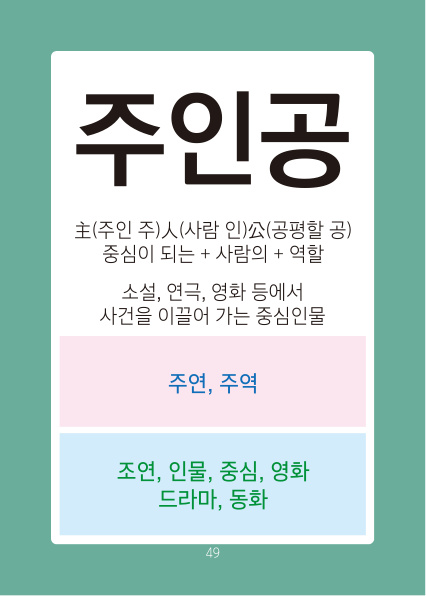 주인공
主(주인 주)人(사람 인)公(공평할 공)
중심이 되는 + 사람의 + 역할
소설, 연극, 영화 등에서
사건을 이끌어 가는 중심인물
주연, 주역
조연, 인물, 중심, 영화
드라마, 동화
49